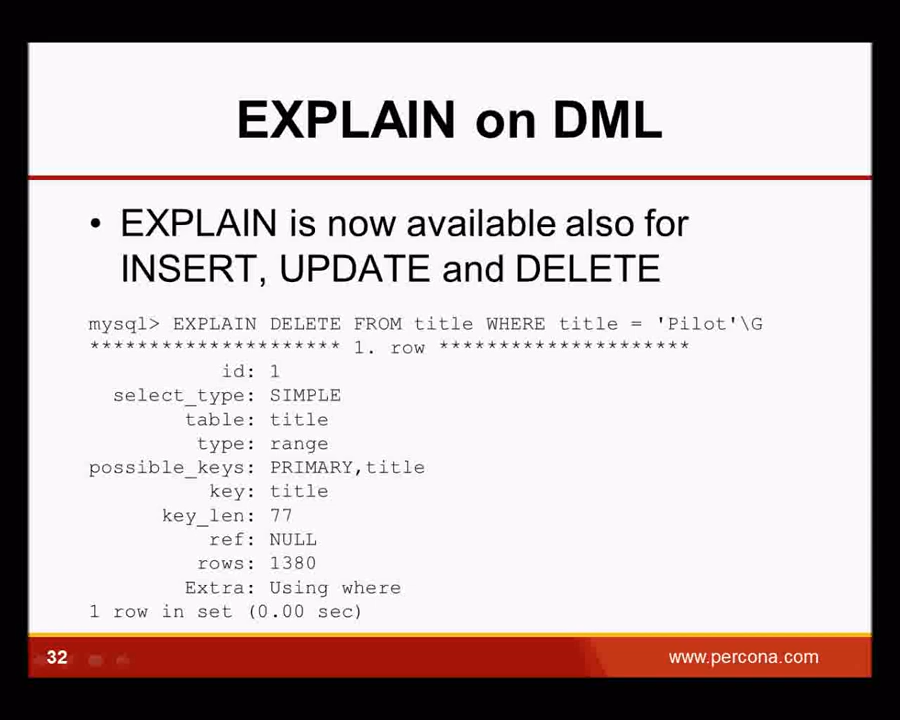 EXPLAIN on DML
• EXPLAIN is now available also for
INSERT, UPDATE and DELETE
mysql> EXPLAIN DELETE FROM title WHERE title = 'Pilot'\G
********************* 1. row *********************
id: 1
select_type: SIMPLE
table: title
type: range
possible_keys: PRIMARY,title
key: title
key_len: 77
ref: NULL
rows: 1380
Extra: Using where
1 row in set (0.00 sec)
32
www.percona.com